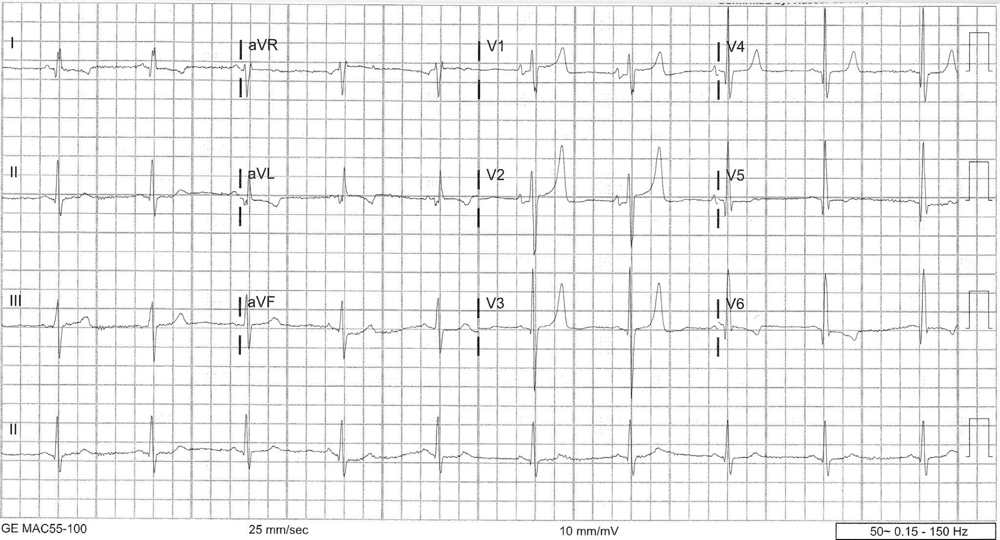 I aVR V1 V4
II aVL V2 V5
III aVF V3 V6
II
GE MAC55-100 25 mm/sec 10 mm/mV 50~ 0.15 - 150 Hz